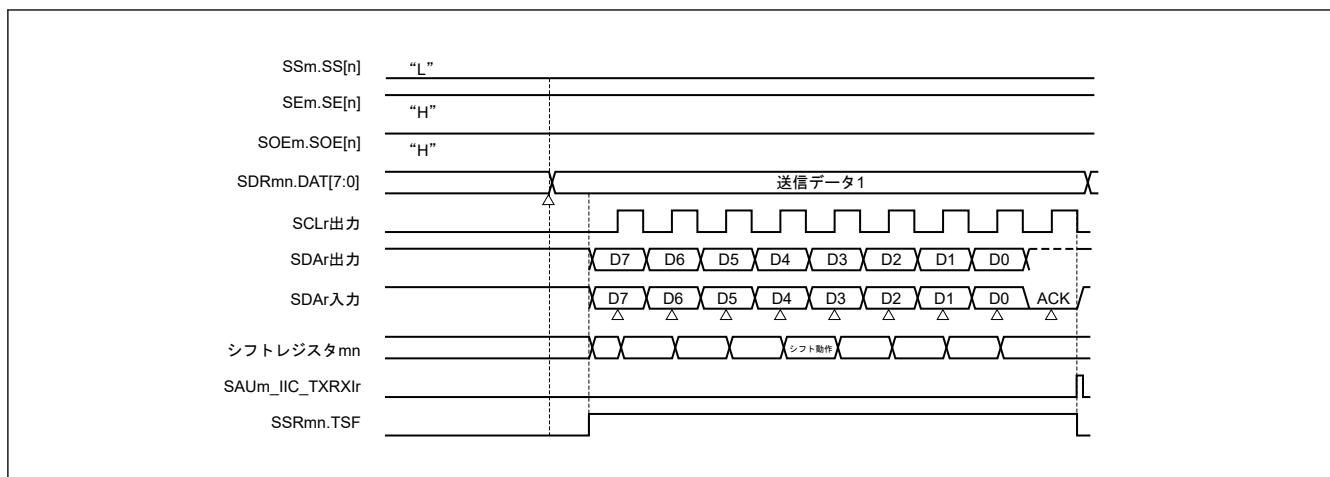 SSm.SS[n] “L”
SEm.SE[n] “H”
SOEm.SOE[n] “H”
SDRmn.DAT[7:0] 送信データ1
SCLr出力
SDAr出力 D7 D6 D5 D4 D3 D2 D1 D0
SDAr入力 D7 D6 D5 D4 D3 D2 D1 D0 ACK
シフトレジスタmn シフト動作
SAUm_IIC_TXRXIr
SSRmn.TSF